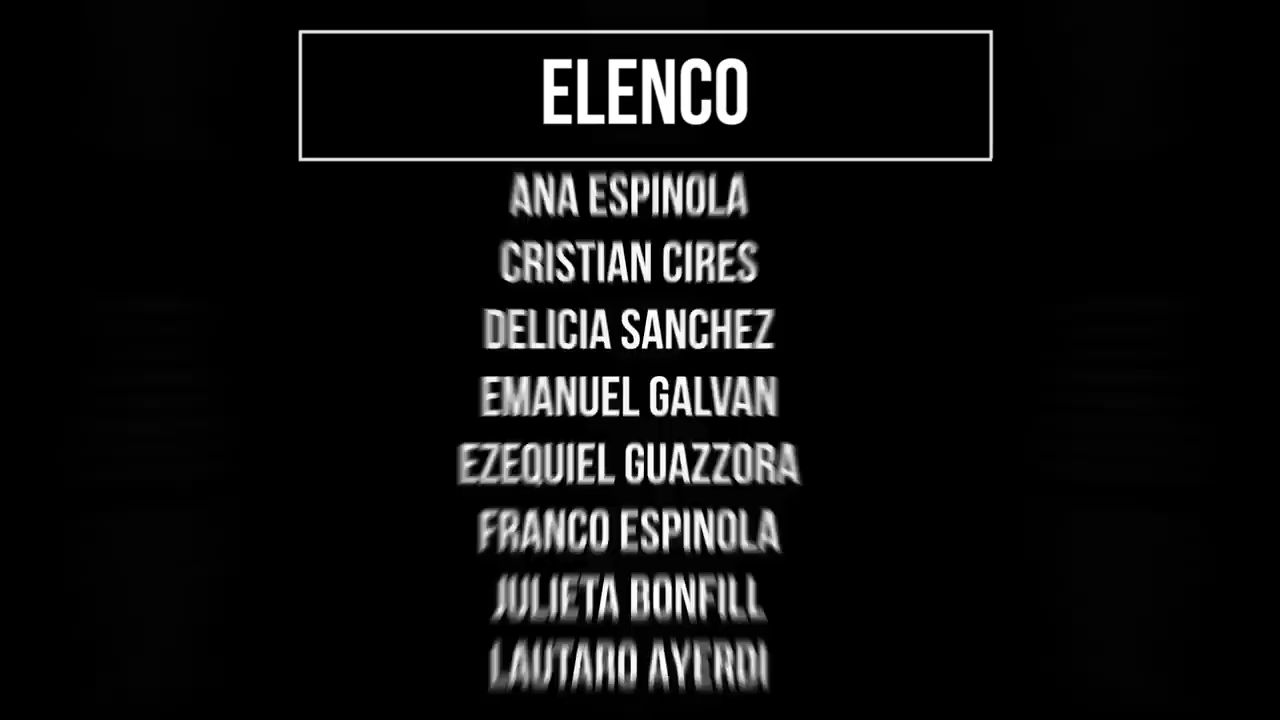 ELENCO
ANA ESPINOLA
CRISTIAN CIRES
DELICIA SANCHEZ
EMANUEL GALVAN
EZEQUIEL GUAZZORA
FRANCO ESPINOLA
JULIETA BONFILL
LAUTARO AYERDI